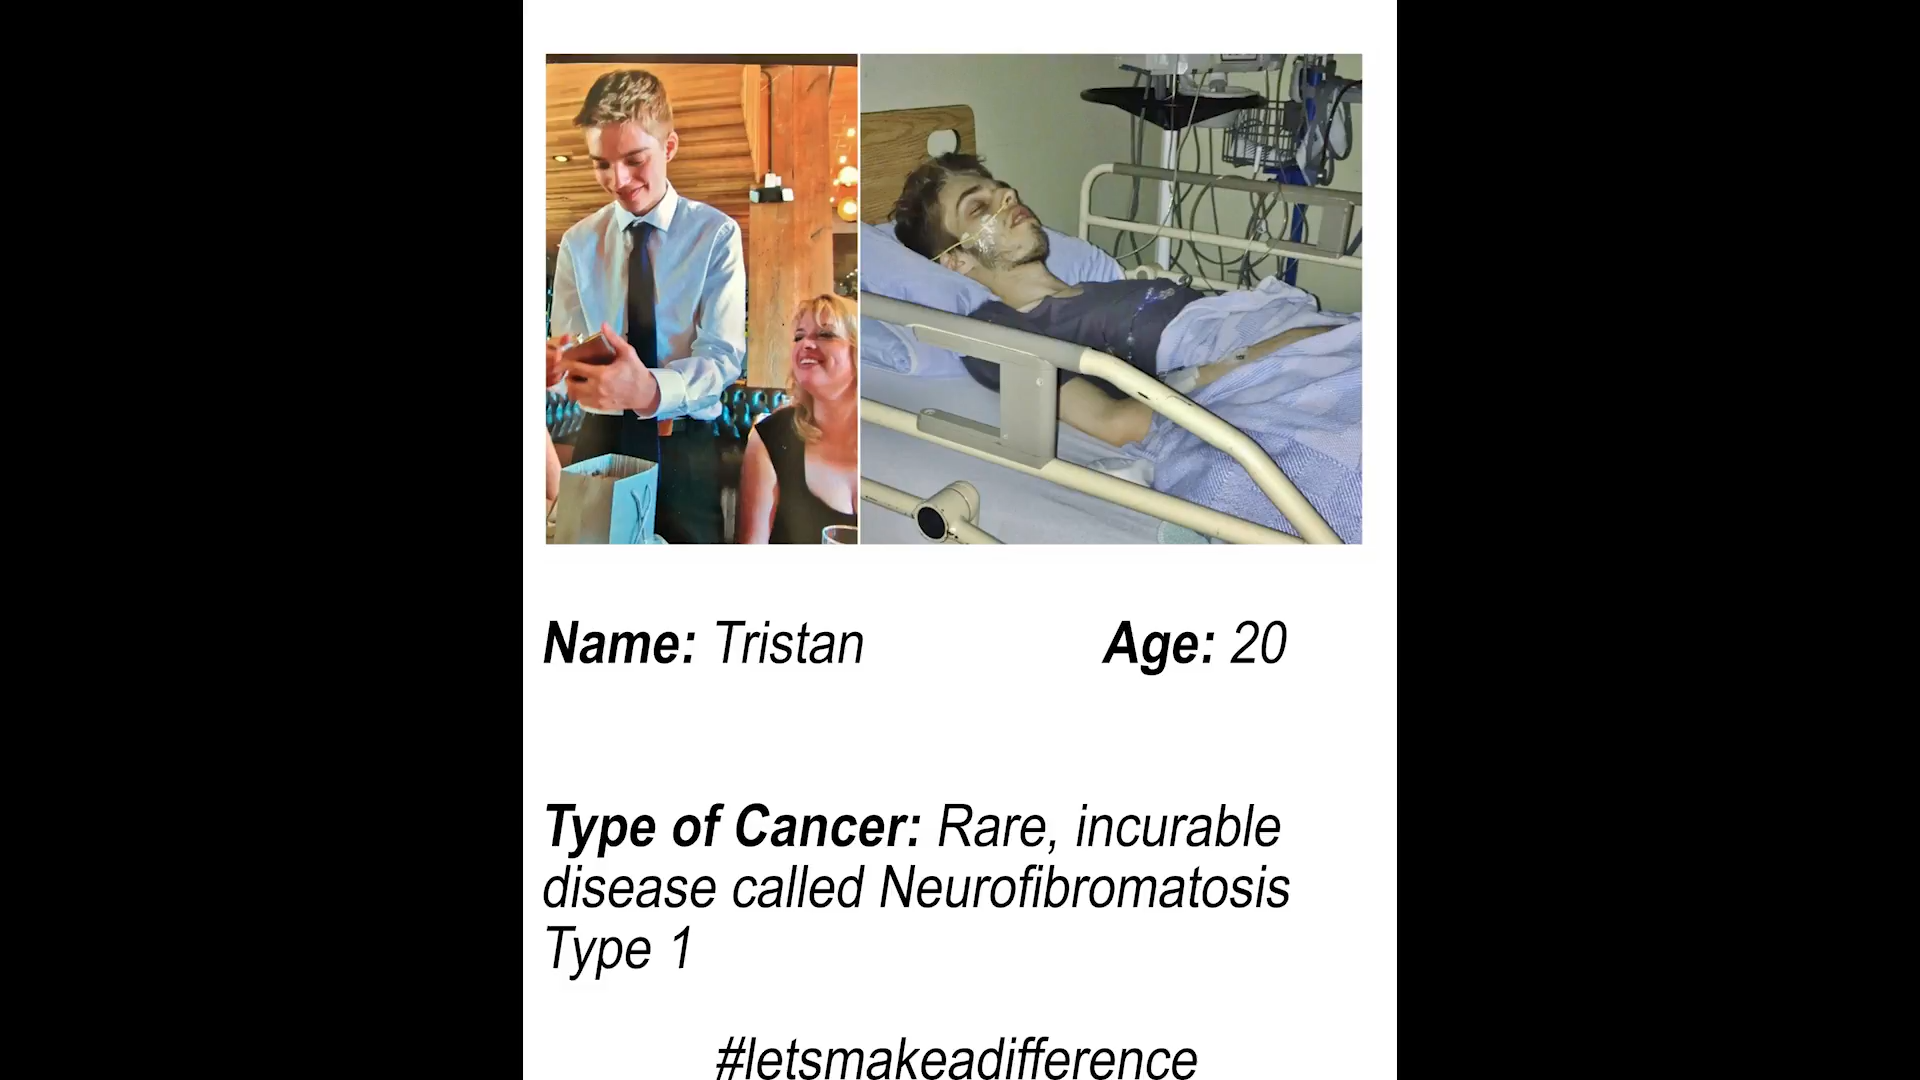 Name: Tristan Age: 20
Type of Cancer: Rare, incurable
disease called Neurofibromatosis
Type 1
#letsmakeadifference